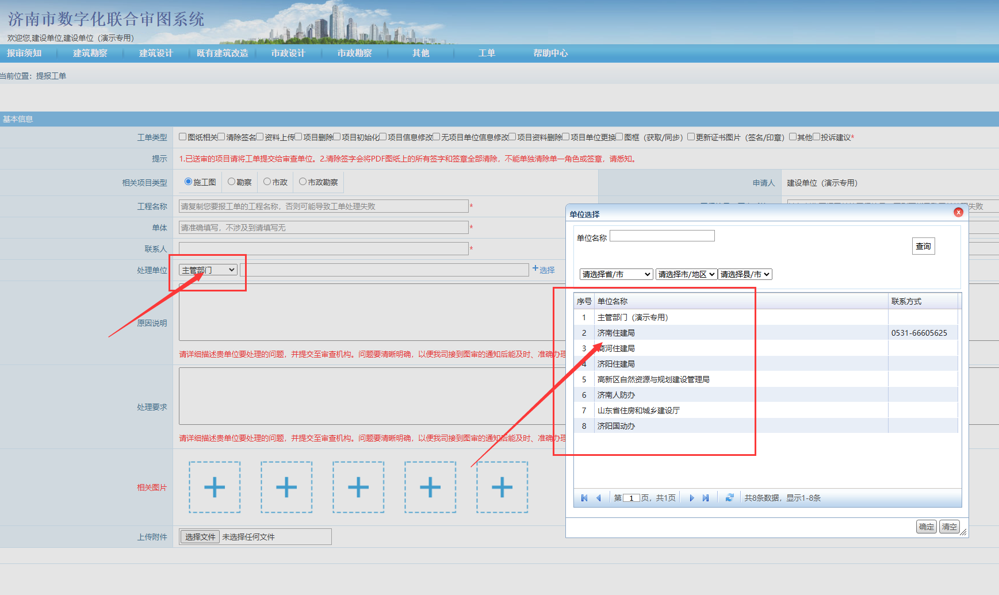 济南市数字化联合审图系统
欢迎您,建设单位,建设单位（演示专用）
报审须知 建筑勘察 建筑设计 既有建筑改造 市政设计 市政勘察 其他 工单 帮助中心
当前位置：提报工单
基本信息
工单类型 图纸相关 清除签名 资料上传 项目删除 项目初始化 项目信息修改 无项目单位信息修改 项目资料删除 项目单位更换 图框（获取/同步） 更新证书图片（签名/印章） 其他 投诉建议*
提示 1.已送审的项目请将工单提交给审查单位。2.清除签字会将PDF图纸上的所有签字和签章全部清除，不能单独清除单一角色或签章，请悉知。
相关项目类型 施工图 勘察 市政 市政勘察 申请人 建设单位（演示专用）
工程名称 请复制您要报工单的工程名称，否则可能导致工单处理失败 * 失败
单体 请准确填写，不涉及到请填写无 *
联系人 *
处理单位 主管部门 +选择
原因说明
请详细描述贵单位要处理的问题，并提交至审查机构。问题要清晰明确，以便我司接到图审的通知后能及时、准确办理
处理要求
请详细描述贵单位要处理的问题，并提交至审查机构。问题要清晰明确，以便我司接到图审的通知后能及时、准确办理
相关图片
上传附件 选择文件 未选择任何文件
单位选择
单位名称
查询
请选择省/市 请选择市/地区 请选择县/市
序号 单位名称 联系方式
1 主管部门（演示专用）
2 济南住建局 0531-66605625
3 商河住建局
4 济阳住建局
5 高新区自然资源与规划建设管理局
6 济南人防办
7 山东省住房和城乡建设厅
8 济阳国动办
第 1 页，共1页 共8条数据，显示1-8条
确定 清空